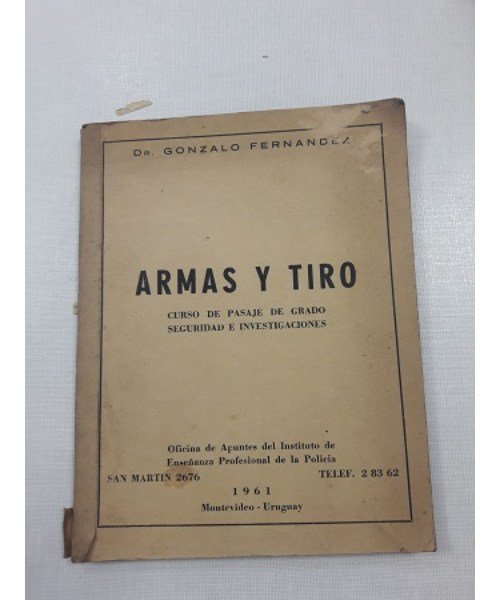 DR. GONZALO FERNANDEZ
ARMAS Y TIRO
CURSO DE PASAJE DE GRADO
SEGURIDAD E INVESTIGACIONES
Oficina de Apuntes del Instituto de
Enseñanza Profesional de la Policía
SAN MARTIN 2676 TELEF. 2 83 62
1961
Montevideo - Uruguay